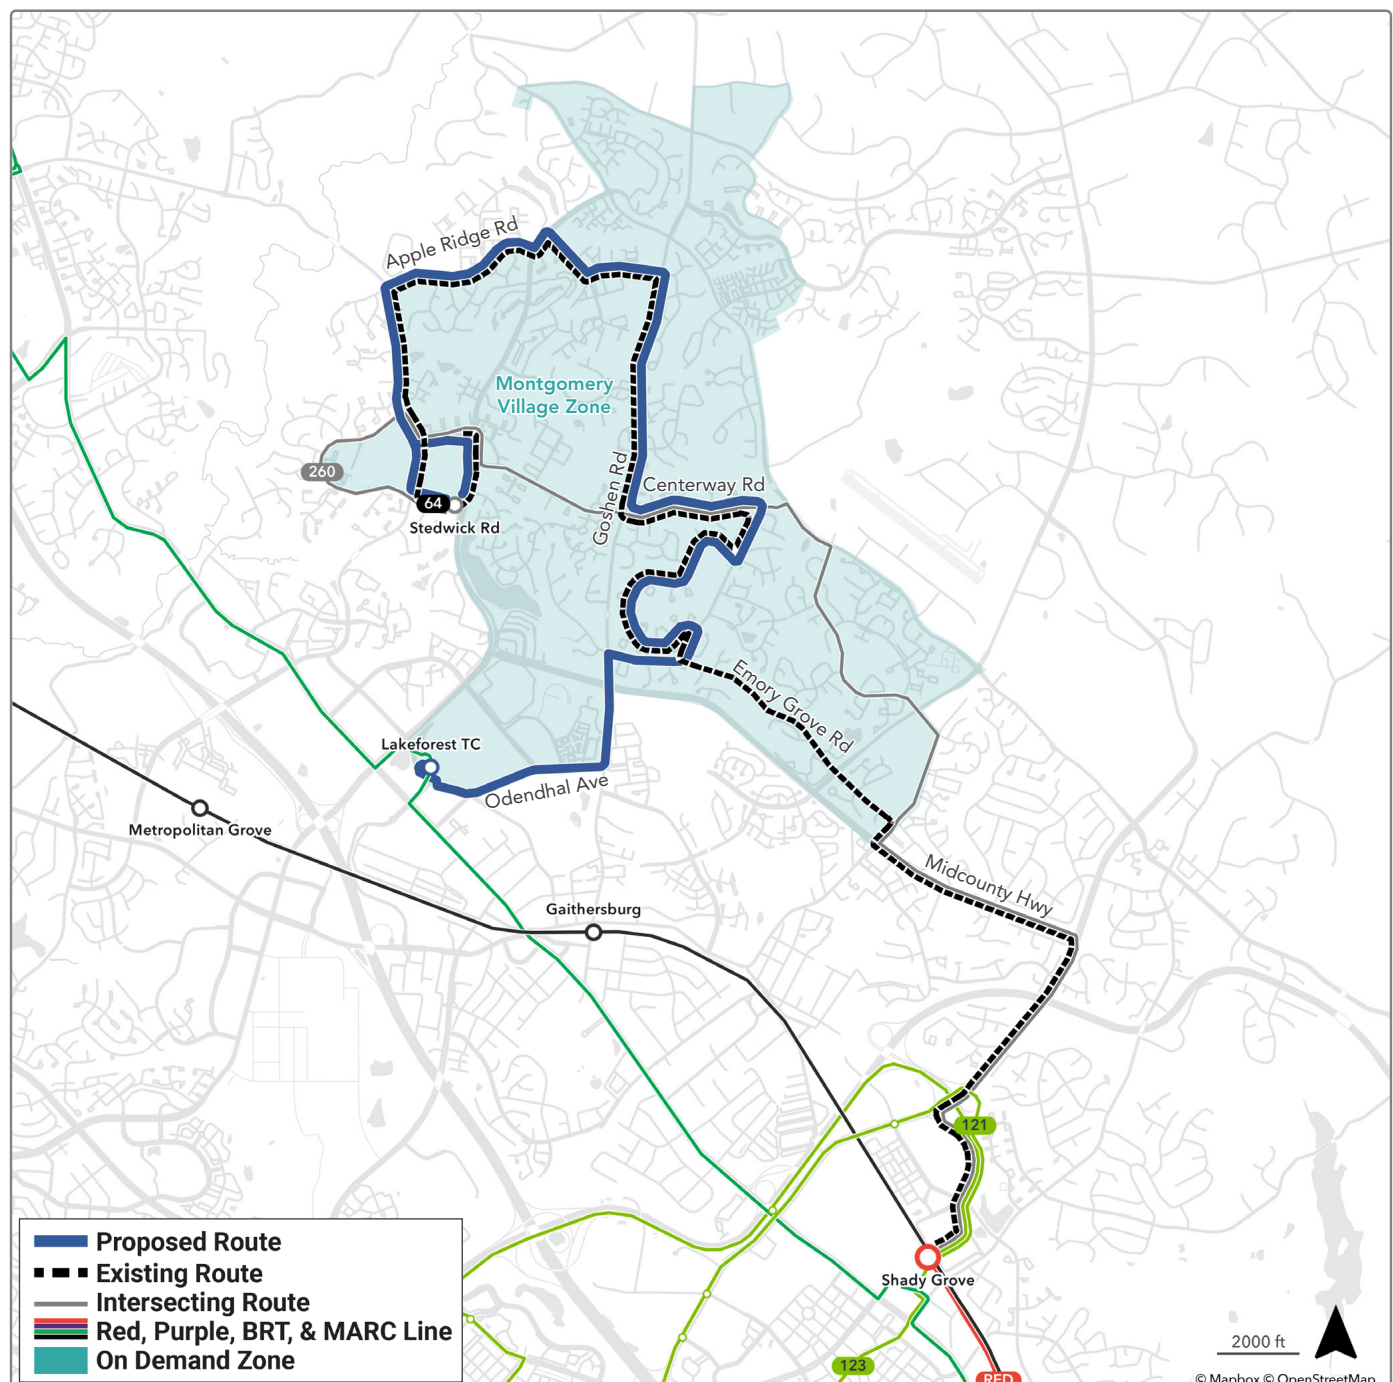 Apple Ridge Rd
Montgomery
Village Zone
260
64
Stedwick Rd
Goshen Rd
Centerway Rd
Emory Grove Rd
Lakeforest TC
Odendhal Ave
Metropolitan Grove
Midcounty Hwy
Gaithersburg
121
Shady Grove
123
RED
Proposed Route
Existing Route
Intersecting Route
Red, Purple, BRT, & MARC Line
On Demand Zone
2000 ft
© Mapbox © OpenStreetMap